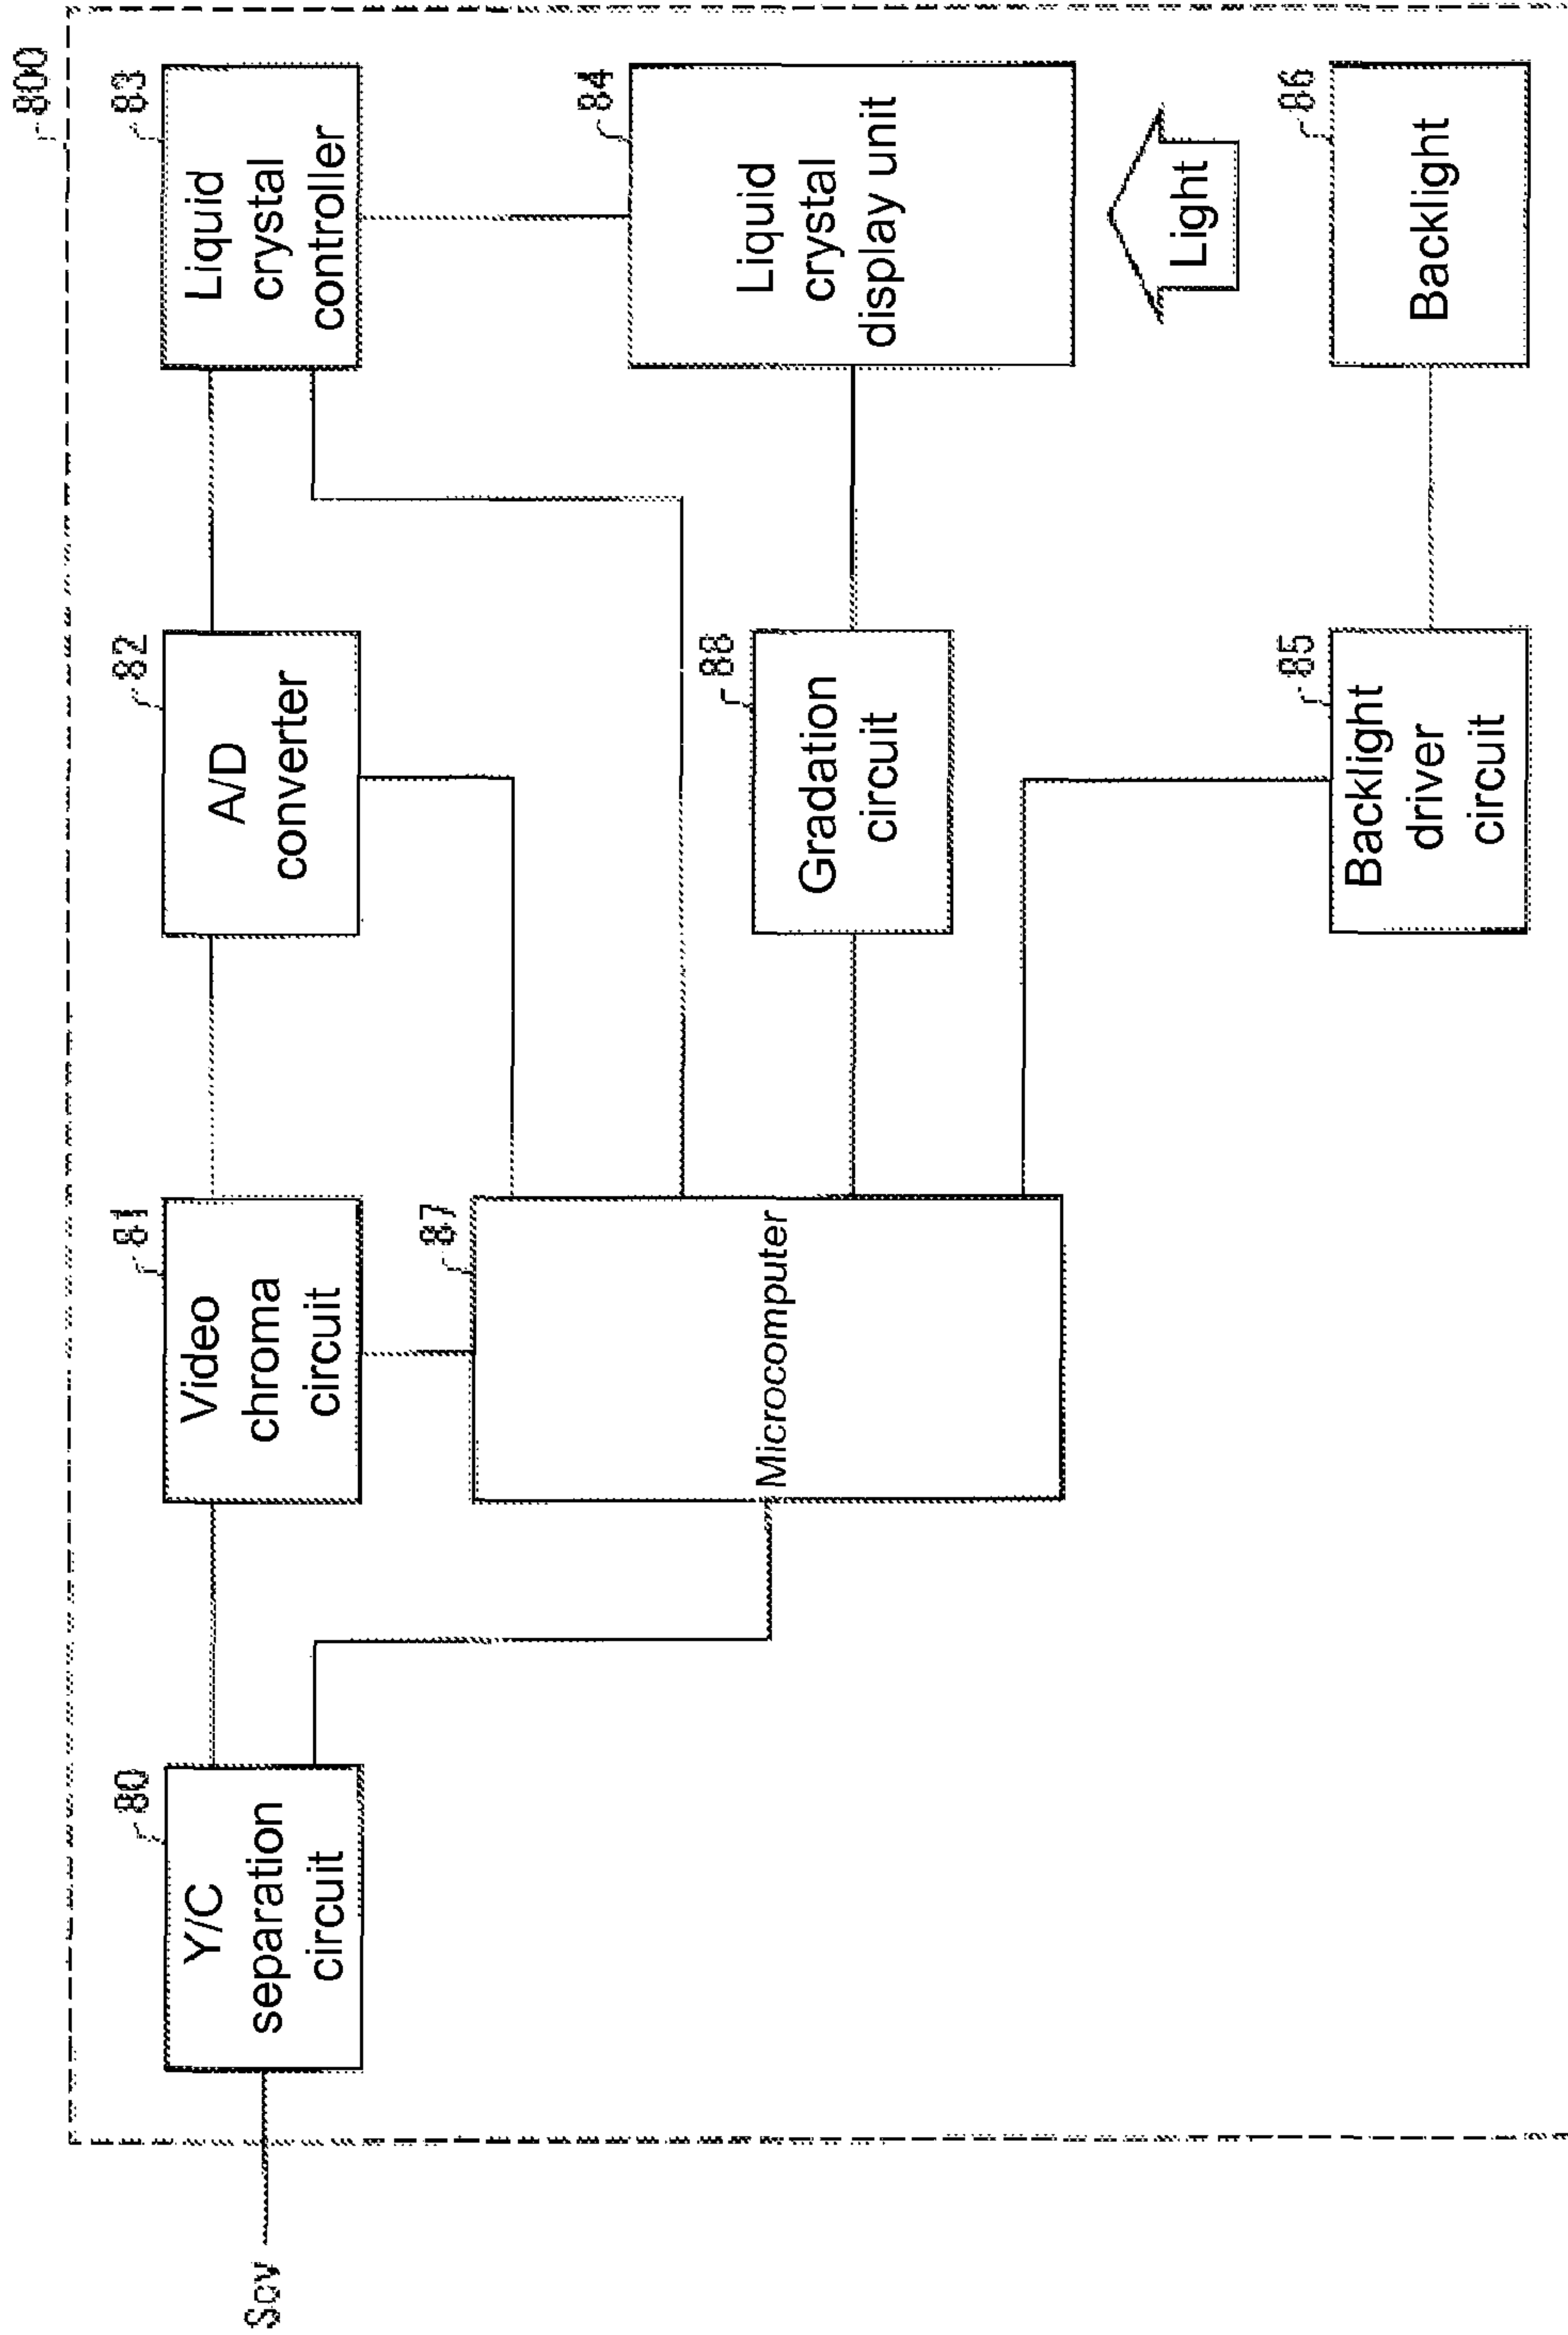 800
80
Y/C
separation
circuit
81
Video
chroma
circuit
82
A/D
converter
83
Liquid
crystal
controller
Scv
87
Microcomputer
88
Gradation
circuit
84
Liquid
crystal
display unit
Light
85
Backlight
driver
circuit
86
Backlight